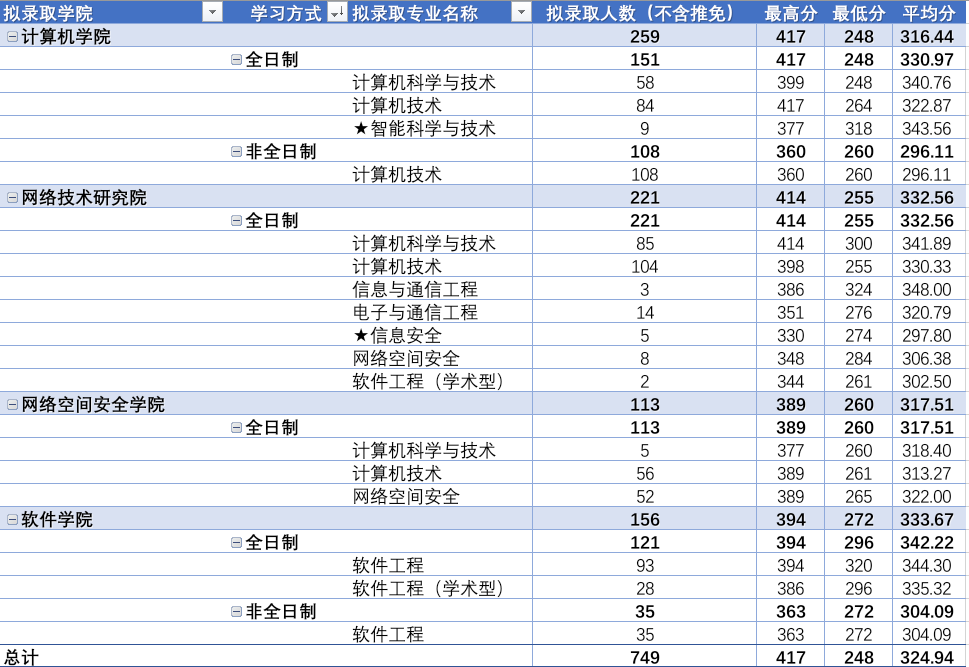 拟录取学院 学习方式 拟录取专业名称 拟录取人数（不含推免） 最高分 最低分 平均分
计算机学院 259 417 248 316.44
全日制 151 417 248 330.97
计算机科学与技术 58 399 248 340.76
计算机技术 84 417 264 322.87
★智能科学与技术 9 377 318 343.56
非全日制 108 360 260 296.11
计算机技术 108 360 260 296.11
网络技术研究院 221 414 255 332.56
全日制 221 414 255 332.56
计算机科学与技术 85 414 300 341.89
计算机技术 104 398 255 330.33
信息与通信工程 3 386 324 348.00
电子与通信工程 14 351 276 320.79
★信息安全 5 330 274 297.80
网络空间安全 8 348 284 306.38
软件工程（学术型） 2 344 261 302.50
网络空间安全学院 113 389 260 317.51
全日制 113 389 260 317.51
计算机科学与技术 5 377 260 318.40
计算机技术 56 389 261 313.27
网络空间安全 52 389 265 322.00
软件学院 156 394 272 333.67
全日制 121 394 296 342.22
软件工程 93 394 320 344.30
软件工程（学术型） 28 386 296 335.32
非全日制 35 363 272 304.09
软件工程 35 363 272 304.09
总计 749 417 248 324.94